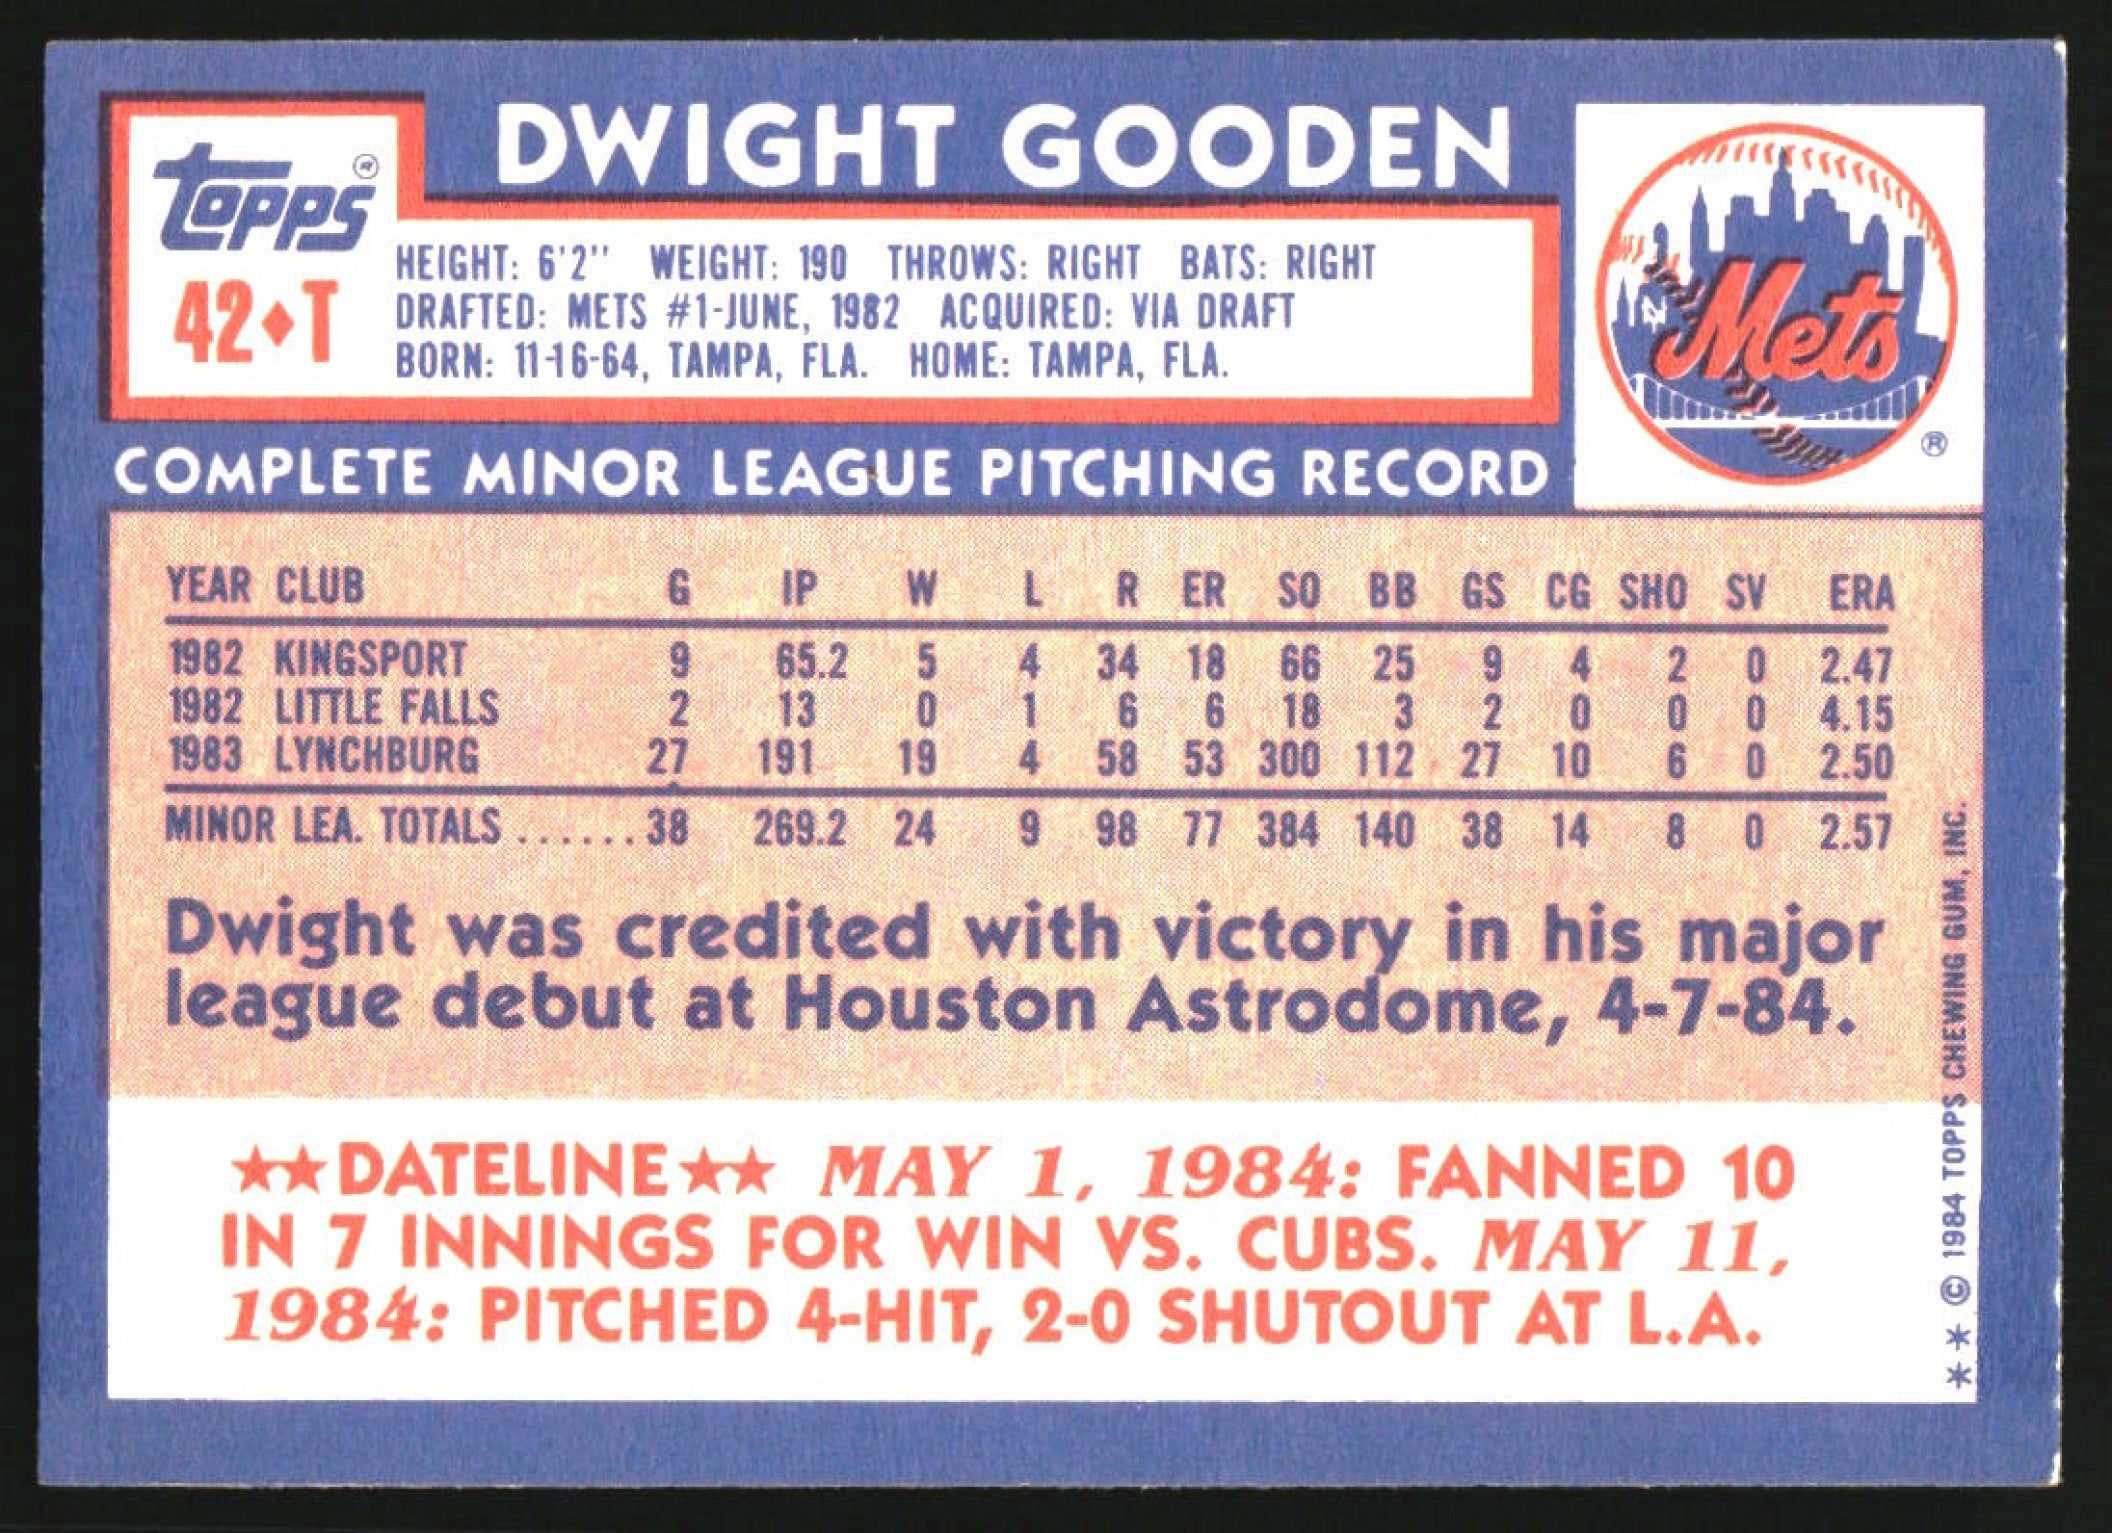 DWIGHT GOODEN
topps®
42♦T
HEIGHT: 6'2" WEIGHT: 190 THROWS: RIGHT BATS: RIGHT
DRAFTED: METS #1-JUNE, 1982 ACQUIRED: VIA DRAFT
BORN: 11-16-64, TAMPA, FLA. HOME: TAMPA, FLA.
Mets
®
COMPLETE MINOR LEAGUE PITCHING RECORD
YEAR CLUB G IP W L R ER SO BB GS CG SHO SV ERA
1982 KINGSPORT 9 65.2 5 4 34 18 66 25 9 4 2 0 2.47
1982 LITTLE FALLS 2 13 0 1 6 6 18 3 2 0 0 0 4.15
1983 LYNCHBURG 27 191 19 4 58 53 300 112 27 10 6 0 2.50
MINOR LEA. TOTALS ......38 269.2 24 9 98 77 384 140 38 14 8 0 2.57
Dwight was credited with victory in his major
league debut at Houston Astrodome, 4-7-84.
★★DATELINE★★ MAY 1, 1984: FANNED 10
IN 7 INNINGS FOR WIN VS. CUBS. MAY 11,
1984: PITCHED 4-HIT, 2-0 SHUTOUT AT L.A.
** © 1984 TOPPS CHEWING GUM, INC.